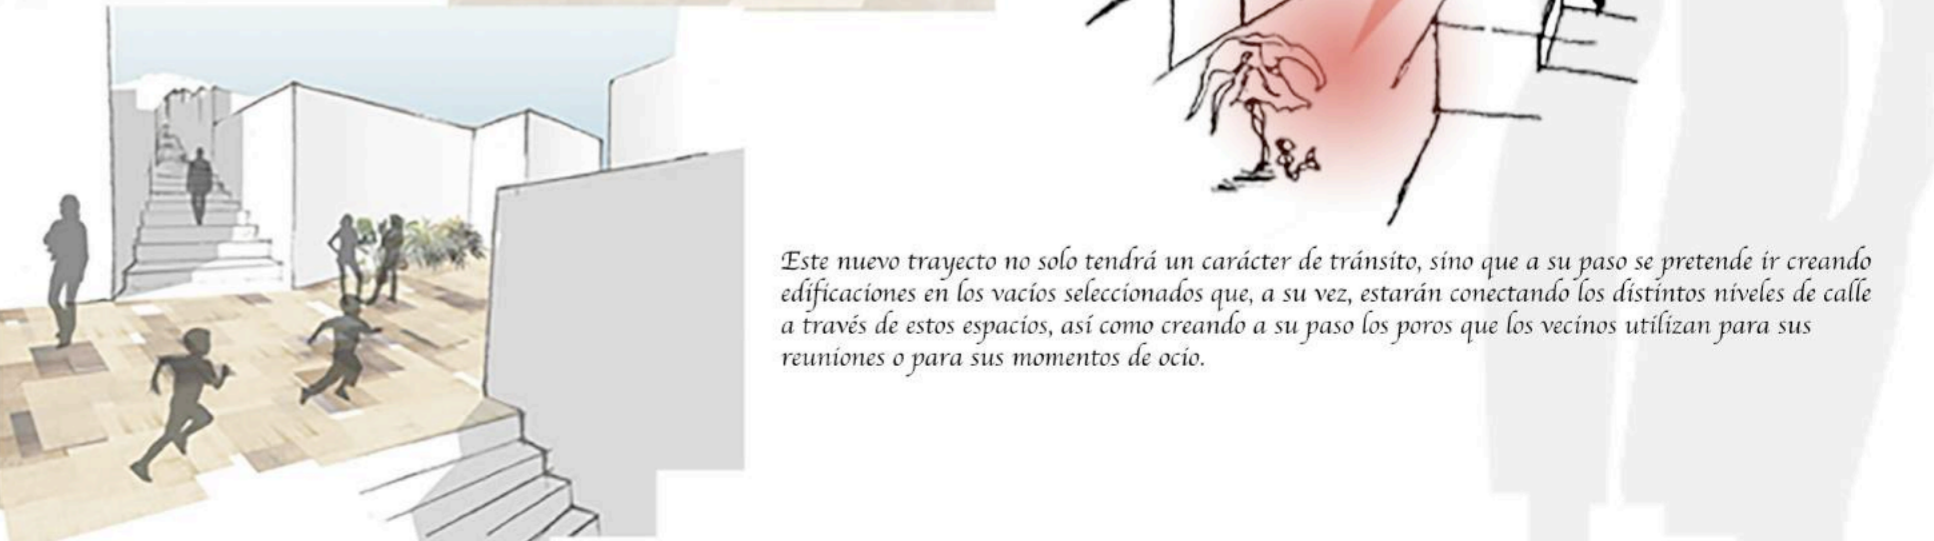 Este nuevo trayecto no solo tendrá un carácter de tránsito, sino que a su paso se pretende ir creando
edificaciones en los vacíos seleccionados que, a su vez, estarán conectando los distintos niveles de calle
a través de estos espacios, así como creando a su paso los poros que los vecinos utilizan para sus
reuniones o para sus momentos de ocio.